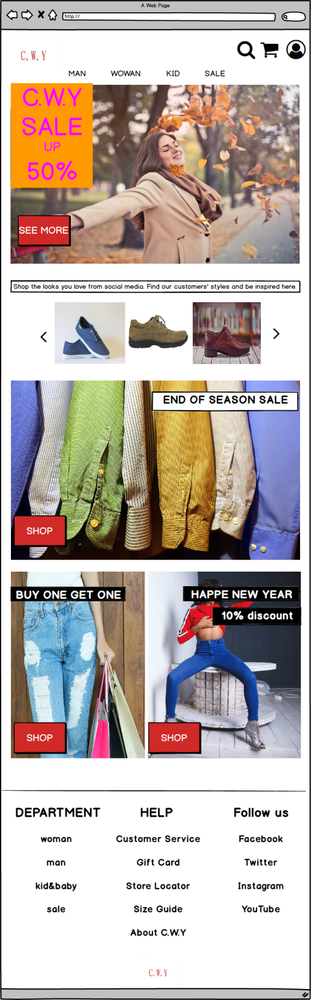 A Web Page
http://
C.W.Y
MAN WOWAN KID SALE
C.W.Y
SALE
UP
50%
SEE MORE
Shop the looks you love from social media. Find our customers' styles and be inspired here.
END OF SEASON SALE
SHOP
BUY ONE GET ONE
HAPPE NEW YEAR
10% discount
SHOP
SHOP
DEPARTMENT HELP Follow us
woman Customer Service Facebook
man Gift Card Twitter
kid&baby Store Locator Instagram
sale Size Guide YouTube
About C.W.Y
C.W.Y